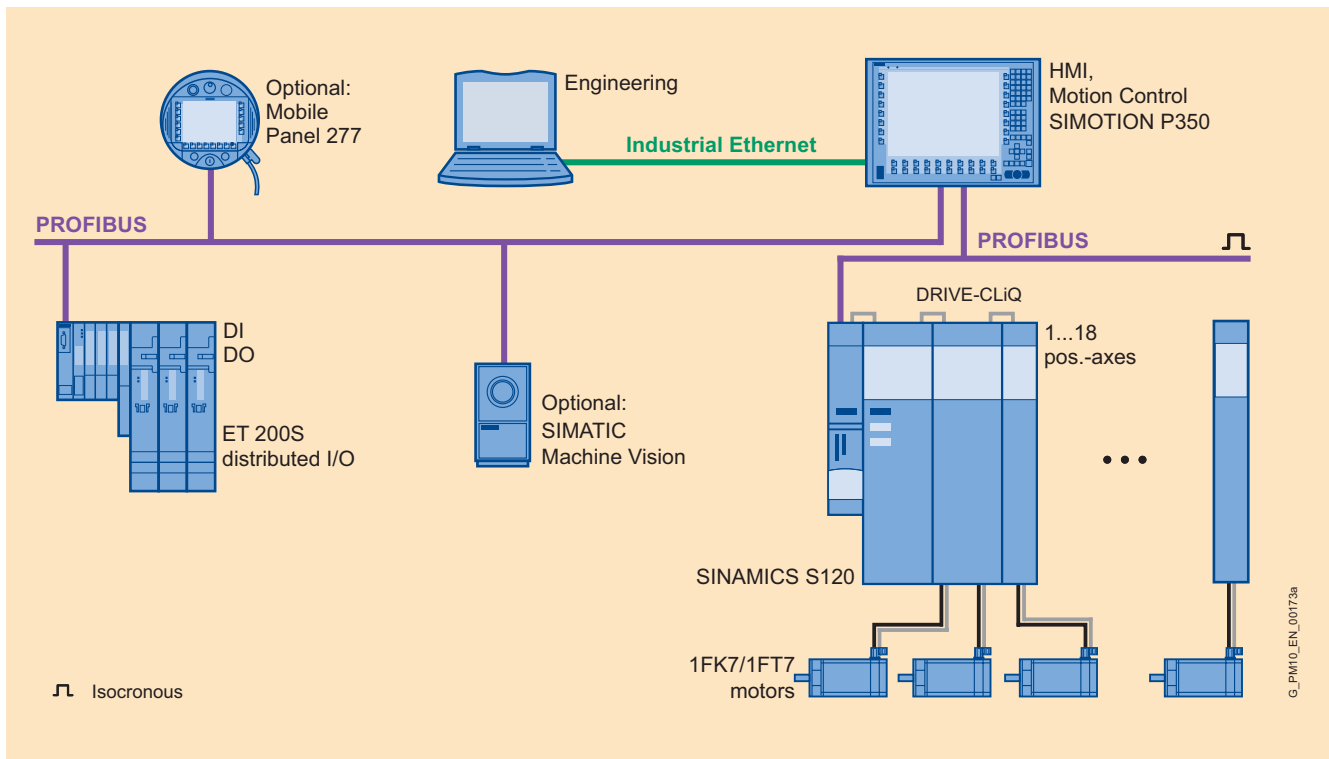 Optional:
Mobile
Panel 277
Engineering
HMI,
Motion Control
SIMOTION P350
Industrial Ethernet
PROFIBUS
PROFIBUS
DRIVE-CLiQ
DI
DO
ET 200S
distributed I/O
Optional:
SIMATIC
Machine Vision
1...18
pos.-axes
SINAMICS S120
1FK7/1FT7
motors
Isocronous
G_PM10_EN_00173a